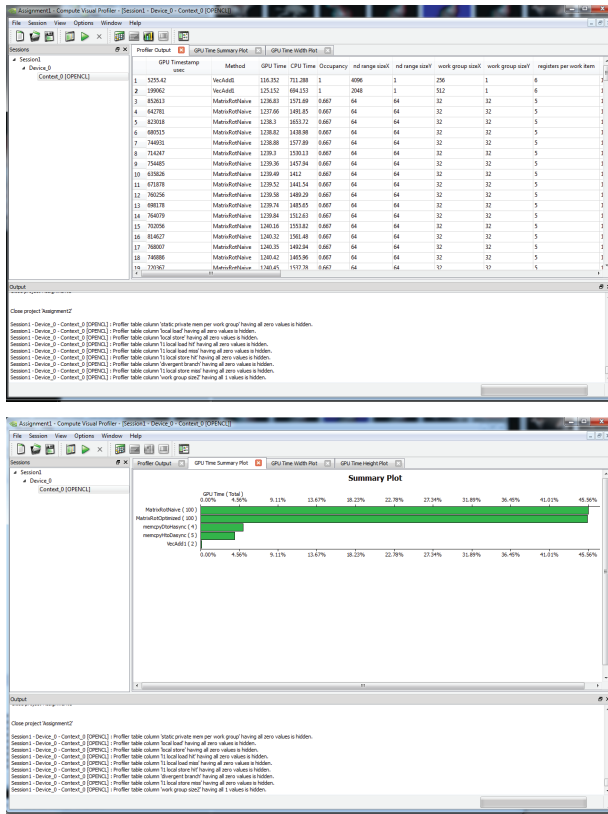 Assignment1 - Compute Visual Profiler - [Session1 - Device_0 - Context_0 [OPENCL]]
File Session View Options Window Help
Sessions
Session1
Device_0
Context_0 [OPENCL]
Profiler Output GPU Time Summary Plot GPU Time Width Plot
GPU Timestamp usec Method GPU Time CPU Time Occupancy nd range sizeX nd range sizeY work group sizeX work group sizeY registers per work item
1 5255.42 VecAdd1 116.352 711.288 1 4096 1 256 1 6
2 199062 VecAdd1 125.152 694.153 1 2048 1 512 1 6
3 852613 MatrixRotNaive 1236.83 1571.69 0.667 64 64 32 32 5
4 642781 MatrixRotNaive 1237.66 1491.85 0.667 64 64 32 32 5
5 823018 MatrixRotNaive 1238.3 1653.72 0.667 64 64 32 32 5
6 680515 MatrixRotNaive 1238.82 1438.98 0.667 64 64 32 32 5
7 744931 MatrixRotNaive 1238.88 1577.89 0.667 64 64 32 32 5
8 714247 MatrixRotNaive 1239.3 1530.13 0.667 64 64 32 32 5
9 754485 MatrixRotNaive 1239.36 1457.94 0.667 64 64 32 32 5
10 635826 MatrixRotNaive 1239.49 1412 0.667 64 64 32 32 5
11 671878 MatrixRotNaive 1239.52 1441.54 0.667 64 64 32 32 5
12 760256 MatrixRotNaive 1239.58 1489.29 0.667 64 64 32 32 5
13 698178 MatrixRotNaive 1239.74 1485.65 0.667 64 64 32 32 5
14 764079 MatrixRotNaive 1239.84 1512.63 0.667 64 64 32 32 5
15 702056 MatrixRotNaive 1240.16 1553.82 0.667 64 64 32 32 5
16 814627 MatrixRotNaive 1240.32 1561.48 0.667 64 64 32 32 5
17 768007 MatrixRotNaive 1240.35 1492.94 0.667 64 64 32 32 5
18 746886 MatrixRotNaive 1240.42 1465.96 0.667 64 64 32 32 5
19 720367 MatrixRotNaive 1240.45 1537.78 0.667 64 64 32 32 5
Output
Close project 'Assignment2'
Session1 - Device_0 - Context_0 [OPENCL] : Profiler table column 'static private mem per work group' having all zero values is hidden.
Session1 - Device_0 - Context_0 [OPENCL] : Profiler table column 'local load' having all zero values is hidden.
Session1 - Device_0 - Context_0 [OPENCL] : Profiler table column 'local store' having all zero values is hidden.
Session1 - Device_0 - Context_0 [OPENCL] : Profiler table column 'l1 local load hit' having all zero values is hidden.
Session1 - Device_0 - Context_0 [OPENCL] : Profiler table column 'l1 local load miss' having all zero values is hidden.
Session1 - Device_0 - Context_0 [OPENCL] : Profiler table column 'l1 local store hit' having all zero values is hidden.
Session1 - Device_0 - Context_0 [OPENCL] : Profiler table column 'divergent branch' having all zero values is hidden.
Session1 - Device_0 - Context_0 [OPENCL] : Profiler table column 'l1 local store miss' having all zero values is hidden.
Session1 - Device_0 - Context_0 [OPENCL] : Profiler table column 'work group sizeZ' having all 1 values is hidden.
Assignment1 - Compute Visual Profiler - [Session1 - Device_0 - Context_0 [OPENCL]]
File Session View Options Window Help
Sessions
Session1
Device_0
Context_0 [OPENCL]
Profiler Output GPU Time Summary Plot GPU Time Width Plot GPU Time Height Plot
Summary Plot
GPU Time ( Total )
0.00% 4.56% 9.11% 13.67% 18.23% 22.78% 27.34% 31.89% 36.45% 41.01% 45.56%
MatrixRotNaive ( 100 )
MatrixRotOptimized ( 100 )
memcpyDtoHasync ( 4 )
memcpyHtoDasync ( 5 )
VecAdd1 ( 2 )
0.00% 4.56% 9.11% 13.67% 18.23% 22.78% 27.34% 31.89% 36.45% 41.01% 45.56%
Output
Close project 'Assignment2'
Session1 - Device_0 - Context_0 [OPENCL] : Profiler table column 'static private mem per work group' having all zero values is hidden.
Session1 - Device_0 - Context_0 [OPENCL] : Profiler table column 'local load' having all zero values is hidden.
Session1 - Device_0 - Context_0 [OPENCL] : Profiler table column 'local store' having all zero values is hidden.
Session1 - Device_0 - Context_0 [OPENCL] : Profiler table column 'l1 local load hit' having all zero values is hidden.
Session1 - Device_0 - Context_0 [OPENCL] : Profiler table column 'l1 local load miss' having all zero values is hidden.
Session1 - Device_0 - Context_0 [OPENCL] : Profiler table column 'l1 local store hit' having all zero values is hidden.
Session1 - Device_0 - Context_0 [OPENCL] : Profiler table column 'divergent branch' having all zero values is hidden.
Session1 - Device_0 - Context_0 [OPENCL] : Profiler table column 'l1 local store miss' having all zero values is hidden.
Session1 - Device_0 - Context_0 [OPENCL] : Profiler table column 'work group sizeZ' having all 1 values is hidden.